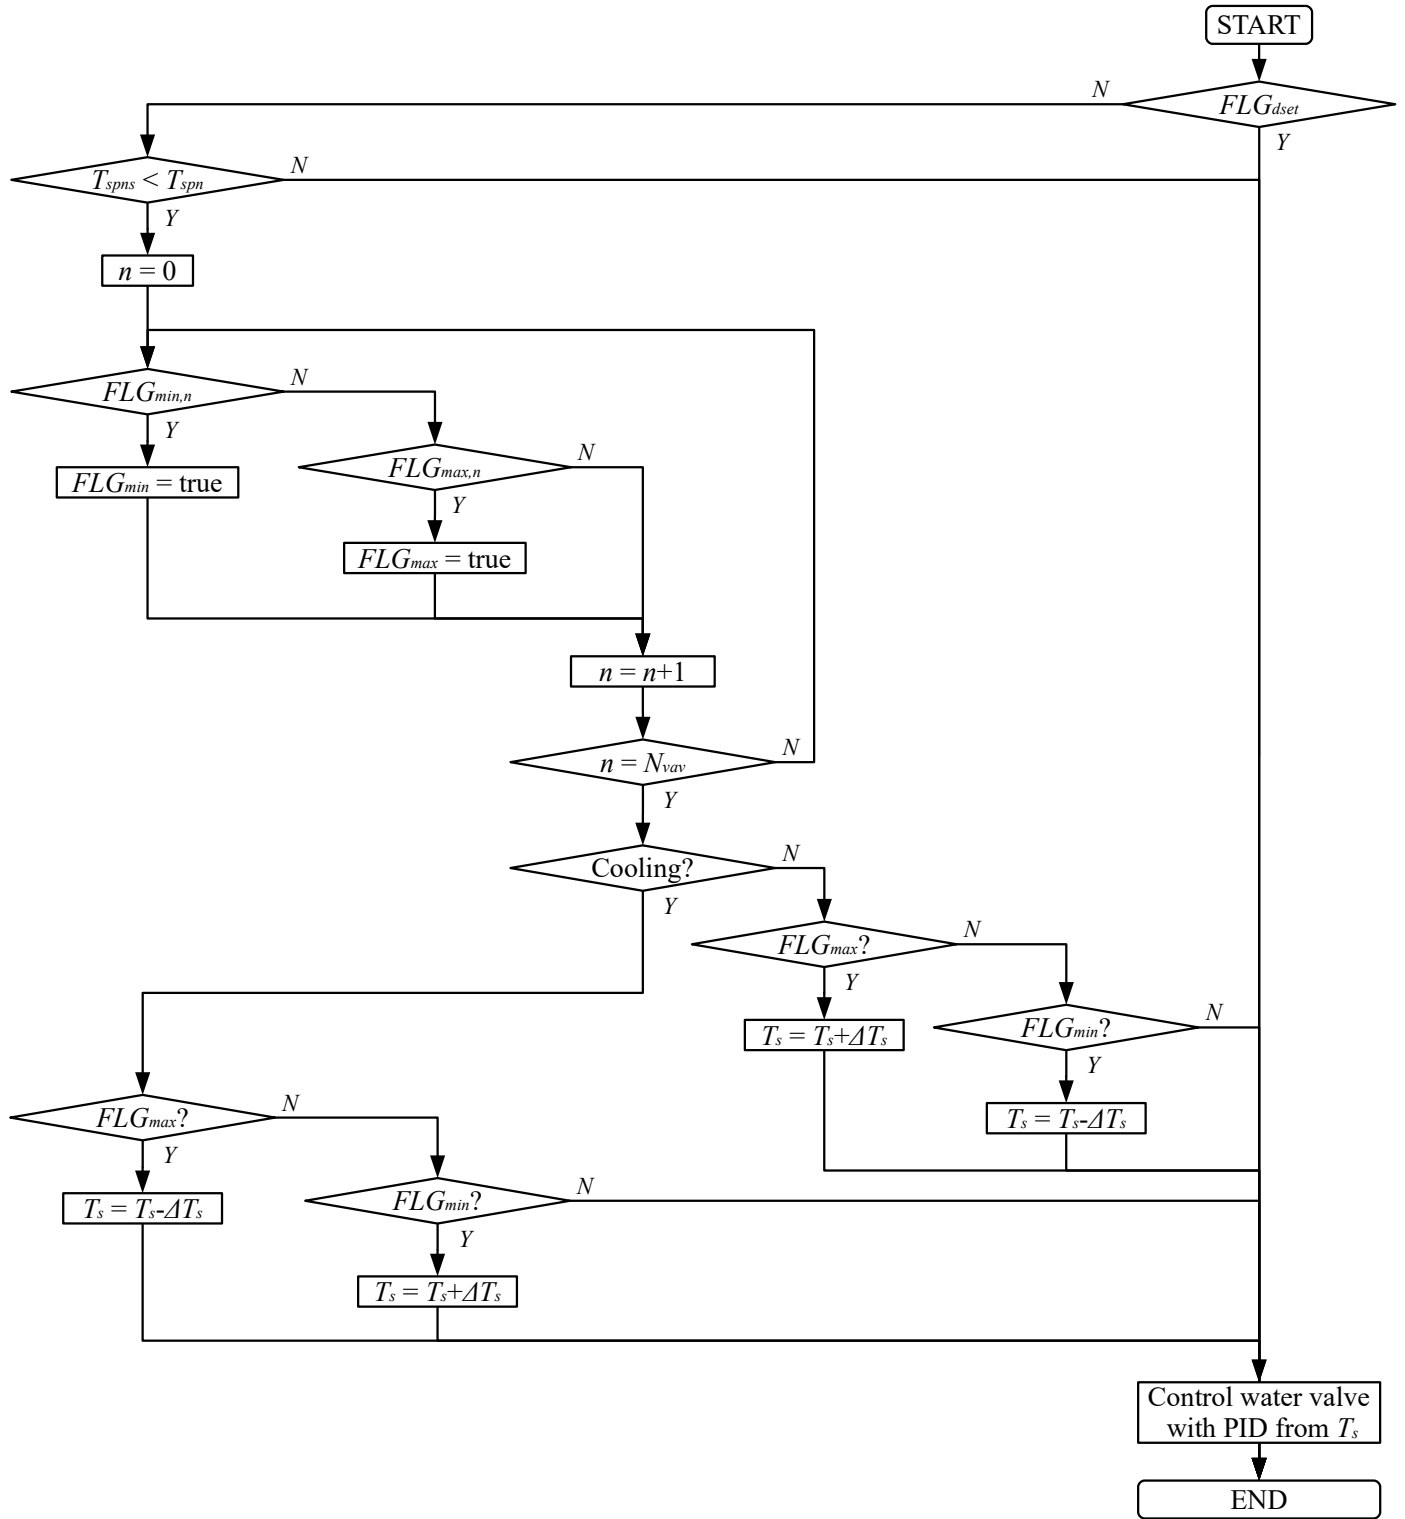 START
N
FLGdset
Y
Tspns < Tspn
N
Y
n = 0
FLGmin,n
N
Y
FLGmin = true
FLGmax,n
N
Y
FLGmax = true
n = n+1
n = Nvav
N
Y
Cooling?
N
Y
FLGmax?
N
Y
Ts = Ts+ΔTs
FLGmin?
N
Y
Ts = Ts-ΔTs
FLGmax?
N
Y
Ts = Ts-ΔTs
FLGmin?
N
Y
Ts = Ts+ΔTs
Control water valve
with PID from Ts
END